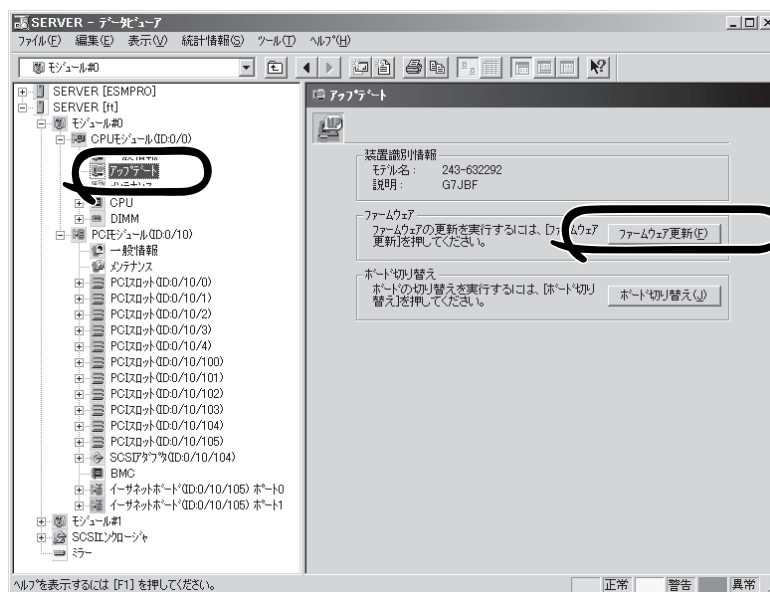 SERVER - データビューア
ファイル(F) 編集(E) 表示(V) 統計情報(S) ツール(T) ヘルプ(H)
モジュール#0
SERVER [ESMPRO]
SERVER [ft]
モジュール#0
CPUモジュール(ID:0/0)
アップデート
メンテナンス
CPU
DIMM
PCIモジュール(ID:0/10)
一般情報
メンテナンス
PCIスロット(ID:0/10/0)
PCIスロット(ID:0/10/1)
PCIスロット(ID:0/10/2)
PCIスロット(ID:0/10/3)
PCIスロット(ID:0/10/4)
PCIスロット(ID:0/10/100)
PCIスロット(ID:0/10/101)
PCIスロット(ID:0/10/102)
PCIスロット(ID:0/10/103)
PCIスロット(ID:0/10/104)
PCIスロット(ID:0/10/105)
SCSIアダプタ(ID:0/10/104)
BMC
イーサネットボード(ID:0/10/105) ポート0
イーサネットボード(ID:0/10/105) ポート1
モジュール#1
SCSIエンクロージャ
ミラー
アップデート
装置識別情報
モデル名: 243-632292
説明: G7JBF
ファームウェア
ファームウェアの更新を実行するには、[ファームウェア
更新]を押してください。
ファームウェア更新(F)
ボード切り替え
ボードの切り替えを実行するには、[ボード切り
替え]を押してください。
ボード切り替え(J)
ヘルプを表示するには [F1] を押してください。
正常 警告 異常